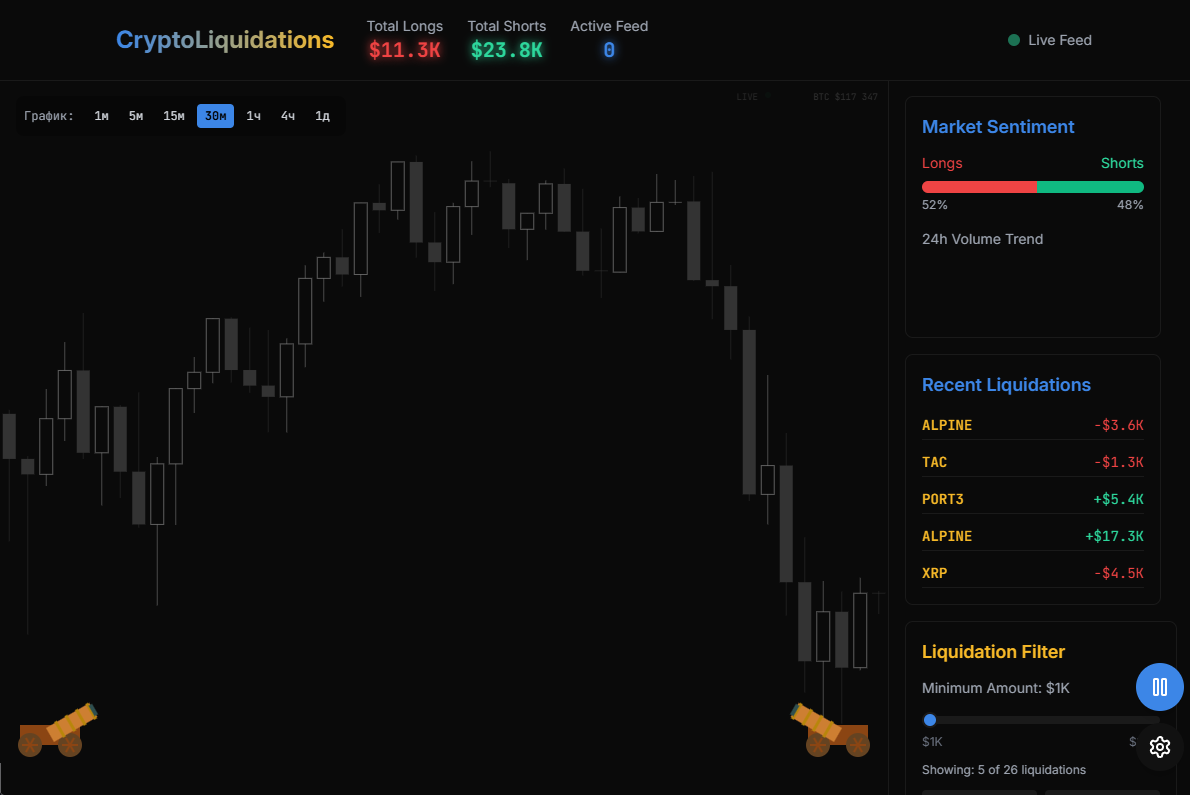 CryptoLiquidations
Total Longs
$11.3K
Total Shorts
$23.8K
Active Feed
0
Live Feed
График: 1м 5м 15м 30м 1ч 4ч 1д
LIVE
BTC $117 347
Market Sentiment
Longs Shorts
52% 48%
24h Volume Trend
Recent Liquidations
ALPINE -$3.6K
TAC -$1.3K
PORT3 +$5.4K
ALPINE +$17.3K
XRP -$4.5K
Liquidation Filter
Minimum Amount: $1K
$1K $
Showing: 5 of 26 liquidations